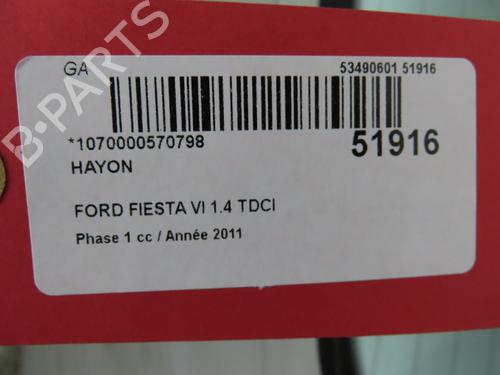 GA
53490601 51916
*1070000570798
51916
HAYON
FORD FIESTA VI 1.4 TDCI
Phase 1 cc / Année 2011
B-PARTS